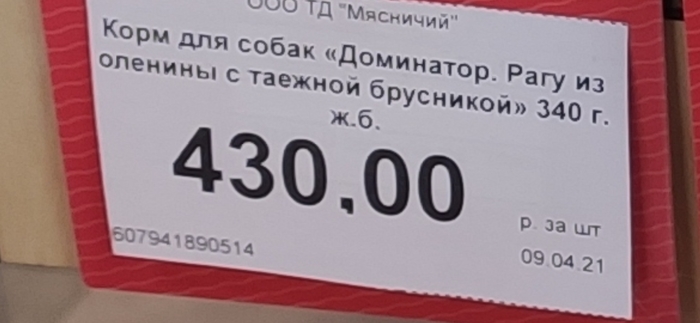 ООО ТД "Мясничий"
Корм для собак «Доминатор. Рагу из
оленины с таежной брусникой» 340 г.
ж.б.
430.00
р. за шт
607941890514
09.04.21